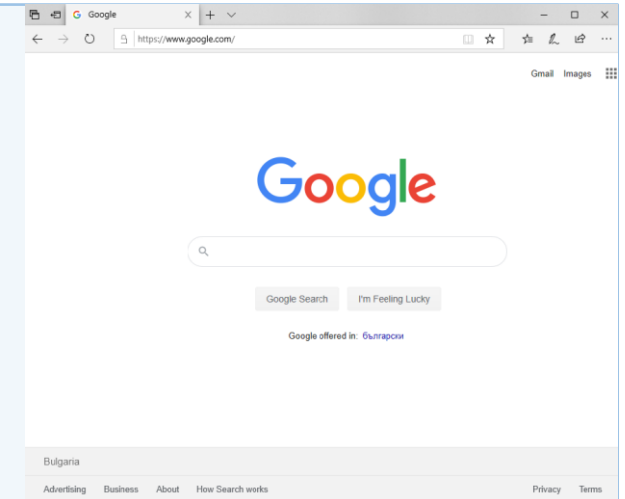 Google
https://www.google.com/
Gmail Images
Google
Google Search I'm Feeling Lucky
Google offered in: български
Bulgaria
Advertising Business About How Search works Privacy Terms